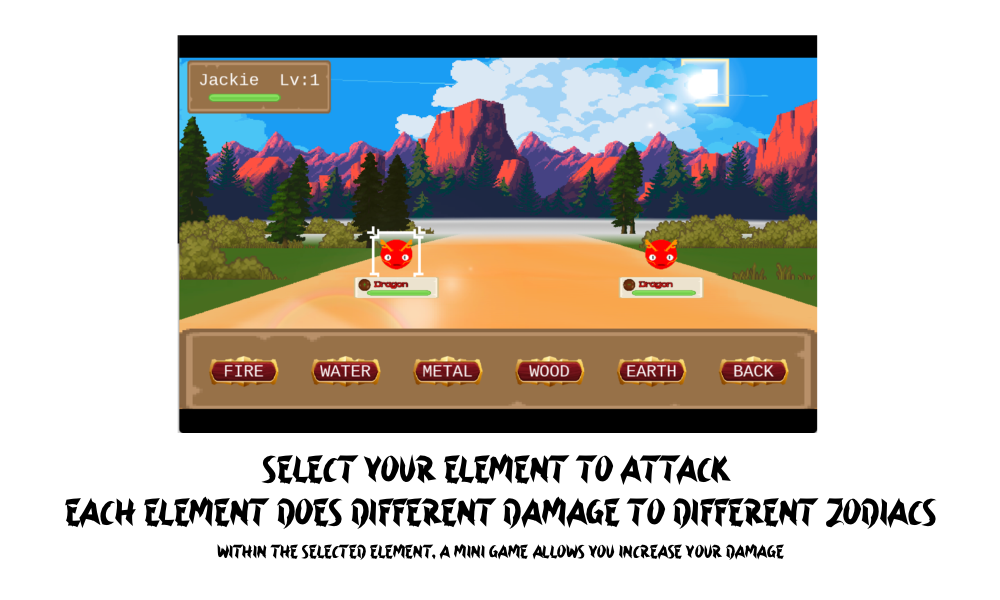 Jackie Lv:1
Dragon
Dragon
FIRE WATER METAL WOOD EARTH BACK
SELECT YOUR ELEMENT TO ATTACK
EACH ELEMENT DOES DIFFERENT DAMAGE TO DIFFERENT ZODIACS
WITHIN THE SELECTED ELEMENT, A MINI GAME ALLOWS YOU INCREASE YOUR DAMAGE